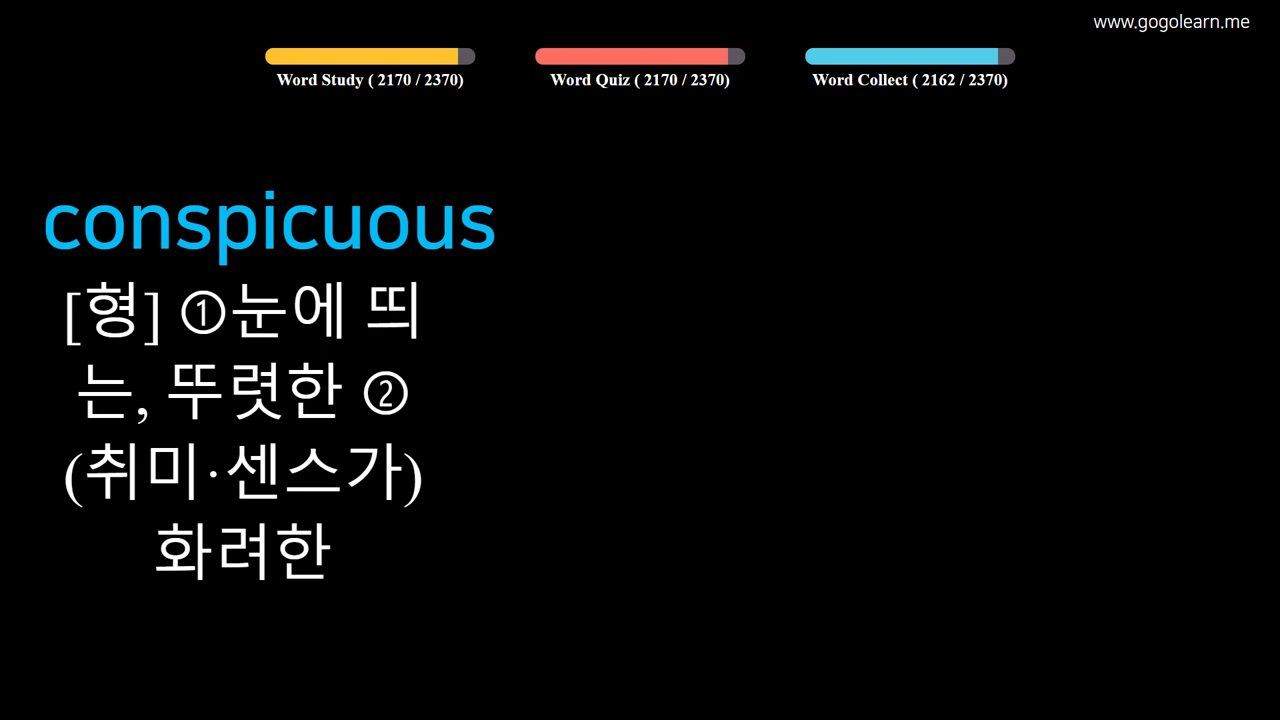 www.gogolearn.me
Word Study ( 2170 / 2370)
Word Quiz ( 2170 / 2370)
Word Collect ( 2162 / 2370)
conspicuous
[형] ①눈에 띄
는, 뚜렷한 ②
(취미·센스가)
화려한